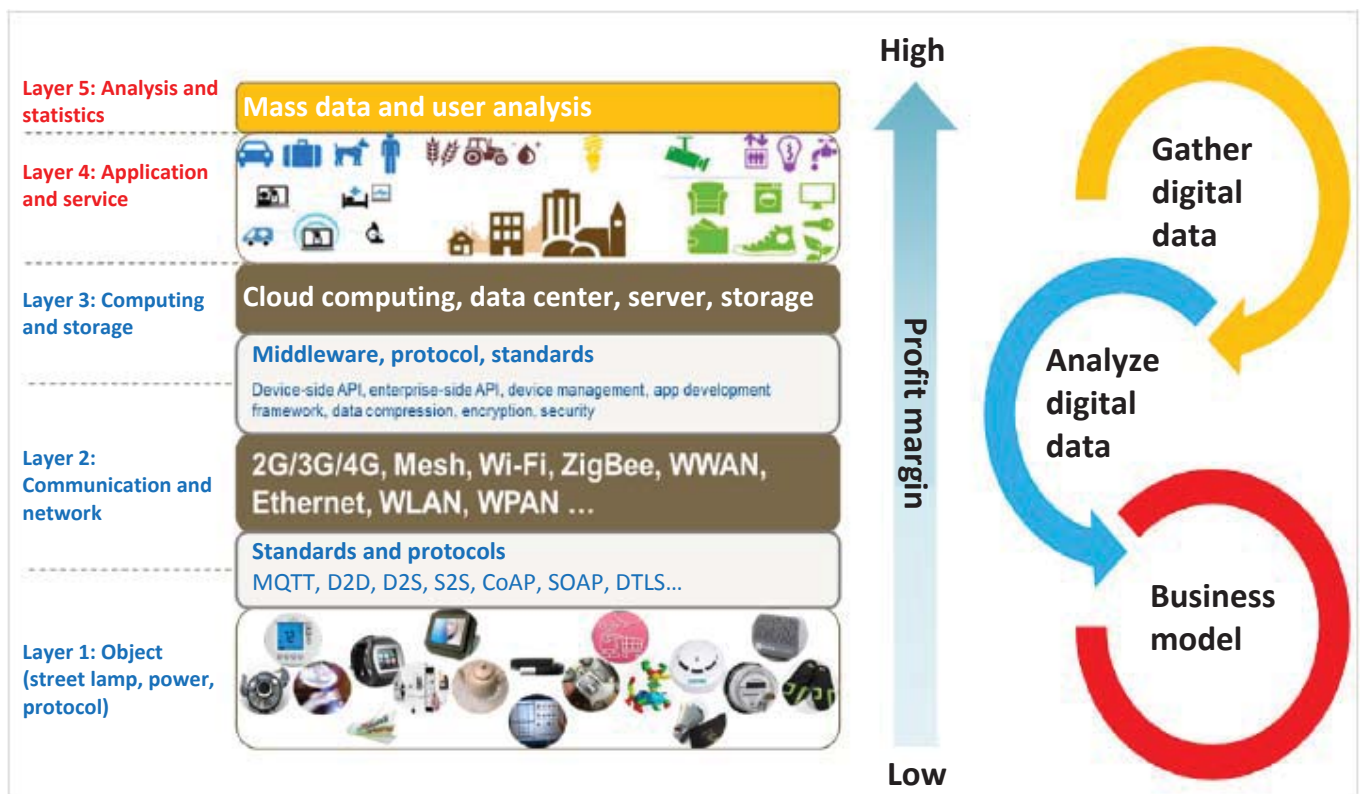 High
Layer 5: Analysis and
statistics
Mass data and user analysis
Layer 4: Application
and service
Gather
digital
data
Layer 3: Computing
and storage
Cloud computing, data center, server, storage
Middleware, protocol, standards
Device-side API, enterprise-side API, device management, app development
framework, data compression, encryption, security
Profit margin
Analyze
digital
data
Layer 2:
Communication and
network
2G/3G/4G, Mesh, Wi-Fi, ZigBee, WWAN,
Ethernet, WLAN, WPAN ...
Standards and protocols
MQTT, D2D, D2S, S2S, CoAP, SOAP, DTLS...
Business
model
Layer 1: Object
(street lamp, power,
protocol)
Low